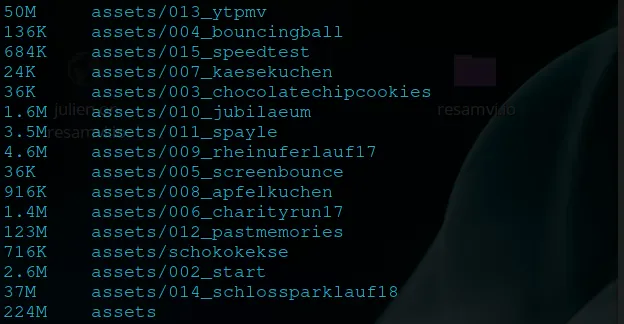 50M assets/013_ytpmv
136K assets/004_bouncingball
684K assets/015_speedtest
24K assets/007_kaesekuchen
36K assets/003_chocolatechipcookies
1.6M assets/010_jubilaeum
3.5M assets/011_spayle
4.6M assets/009_rheinuferlauf17
36K assets/005_screenbounce
916K assets/008_apfelkuchen
1.4M assets/006_charityrun17
123M assets/012_pastmemories
716K assets/schokokekse
2.6M assets/002_start
37M assets/014_schlossparklauf18
224M assets